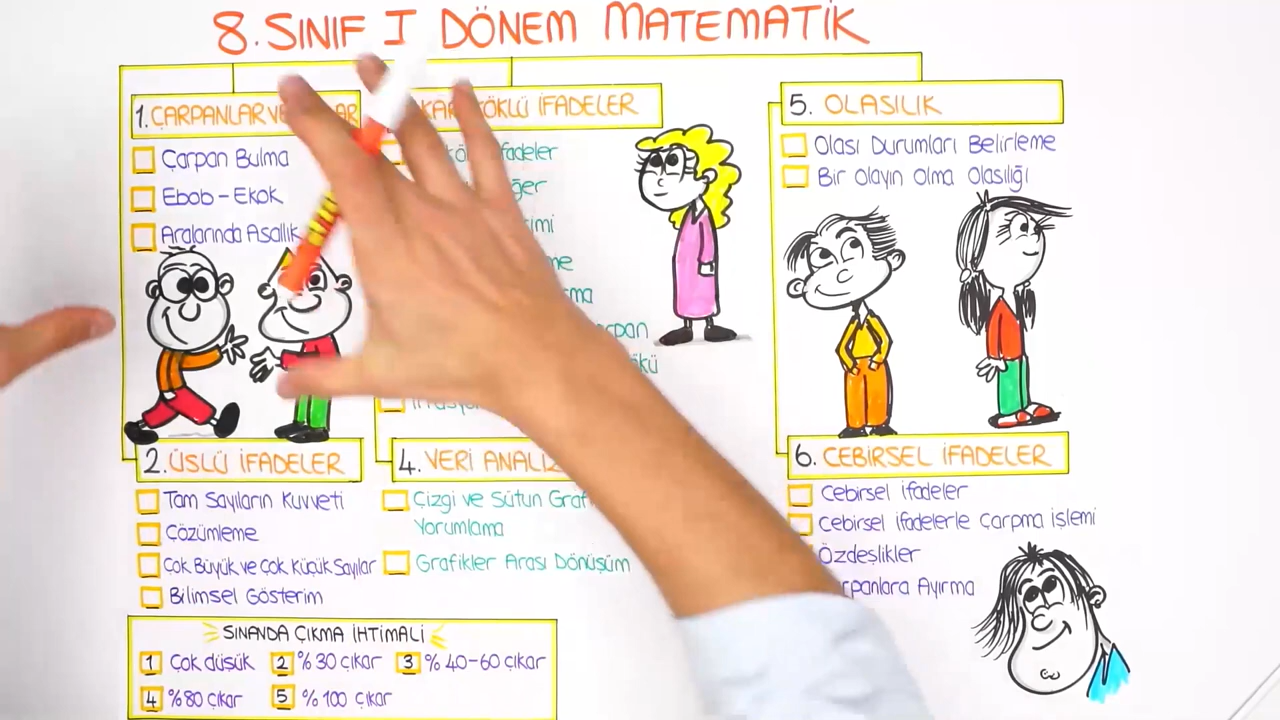 8. SINIF I DÖNEM MATEMATİK
1. ÇARPANLAR VE
Çarpan Bulma
Ebob - Ekok
Aralarında Asallık
2. ÜSLÜ İFADELER
Tam Sayıların Kuvveti
Çözümleme
Çok Büyük ve Çok Küçük Sayılar
Bilimsel Gösterim
İFADELER
ifadeler
4. VERİ ANALİZ
Çizgi ve Sütun Graf
Yorumlama
Grafikler Arası Dönüşüm
5. OLASILIK
Olası Durumları Belirleme
Bir Olayın Olma Olasılığı
6. CEBİRSEL İFADELER
Cebirsel ifadeler
Cebirsel ifadelerle Çarpma İşlemi
Özdeşlikler
rpanlara Ayırma
SINAVDA ÇIKMA İHTİMALİ
1 Çok düşük 2 %30 çıkar 3 %40-60 çıkar
4 %80 çıkar 5 %100 çıkar